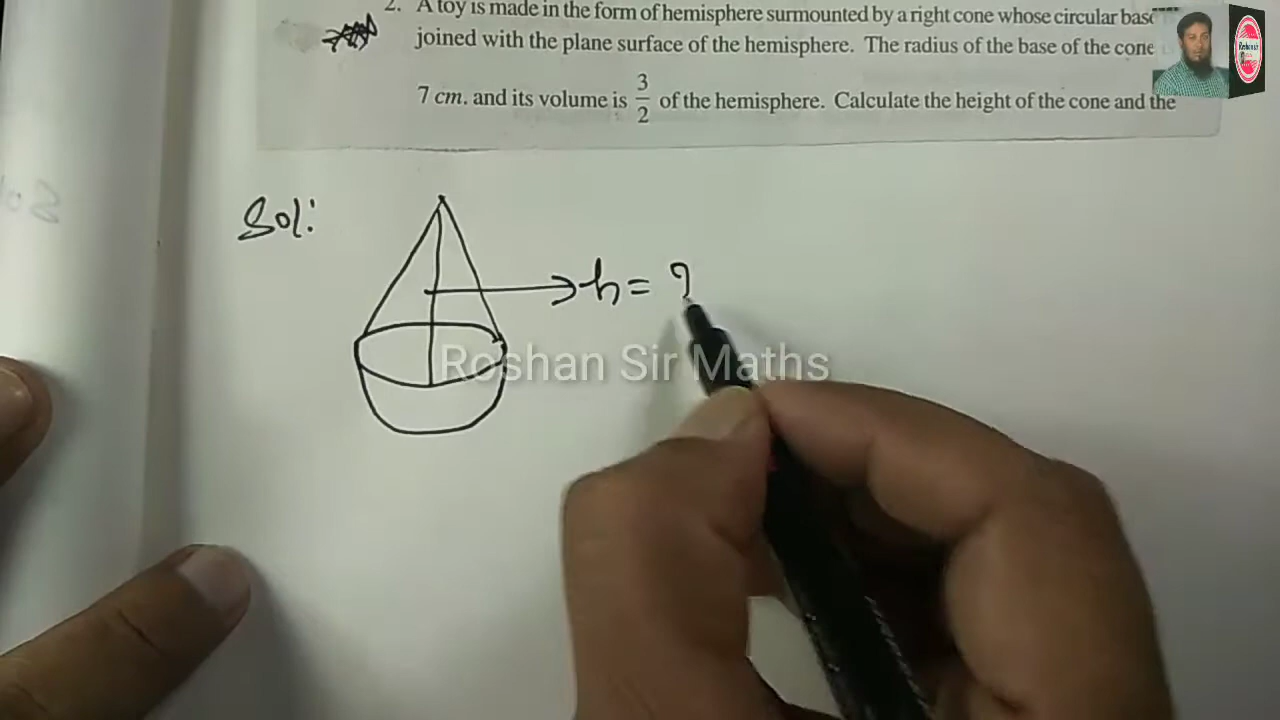 2. A toy is made in the form of hemisphere surmounted by a right cone whose circular base
joined with the plane surface of the hemisphere. The radius of the base of the cone
7 cm. and its volume is 3/2 of the hemisphere. Calculate the height of the cone and the
Sol:
h = ?
Roshan Sir Maths